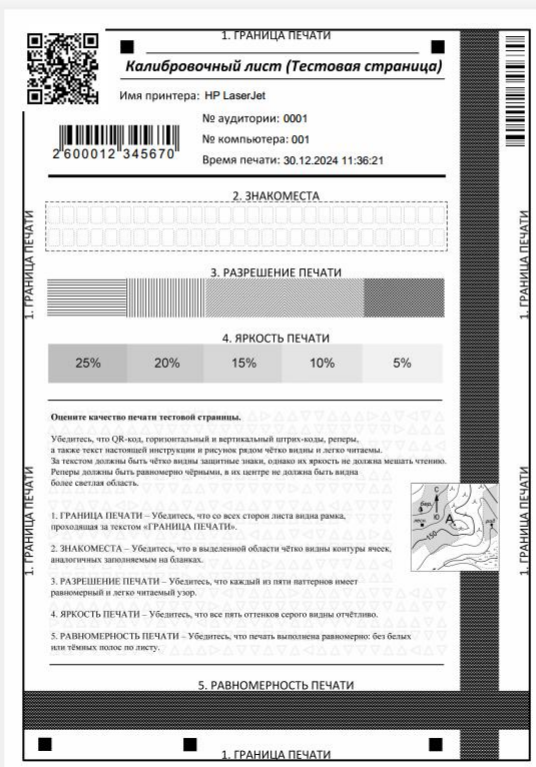 1. ГРАНИЦА ПЕЧАТИ
Калибровочный лист (Тестовая страница)
Имя принтера: HP LaserJet
№ аудитории: 0001
№ компьютера: 001
Время печати: 30.12.2024 11:36:21
2 600012 345670
2. ЗНАКОМЕСТА
1. ГРАНИЦА ПЕЧАТИ
1. ГРАНИЦА ПЕЧАТИ
3. РАЗРЕШЕНИЕ ПЕЧАТИ
4. ЯРКОСТЬ ПЕЧАТИ
25% 20% 15% 10% 5%
Оцените качество печати тестовой страницы.
Убедитесь, что QR-код, горизонтальный и вертикальный штрих-коды, реперы,
а также текст настоящей инструкции и рисунок рядом чётко видны и легко читаемы.
За текстом должны быть чётко видны защитные знаки, однако их яркость не должна мешать чтению.
Реперы должны быть равномерно чёрными, в их центре не должна быть видна
более светлая область.
1. ГРАНИЦА ПЕЧАТИ – Убедитесь, что со всех сторон листа видна рамка,
проходящая за текстом «ГРАНИЦА ПЕЧАТИ».
2. ЗНАКОМЕСТА – Убедитесь, что в выделенной области чётко видны контуры ячеек,
аналогичных заполняемым на бланках.
3. РАЗРЕШЕНИЕ ПЕЧАТИ – Убедитесь, что каждый из пяти паттернов имеет
равномерный и легко читаемый узор.
4. ЯРКОСТЬ ПЕЧАТИ – Убедитесь, что все пять оттенков серого видны отчётливо.
5. РАВНОМЕРНОСТЬ ПЕЧАТИ – Убедитесь, что печать выполнена равномерно: без белых
или тёмных полос по листу.
1. ГРАНИЦА ПЕЧАТИ
1. ГРАНИЦА ПЕЧАТИ
С
А
Ю
150
5. РАВНОМЕРНОСТЬ ПЕЧАТИ
1. ГРАНИЦА ПЕЧАТИ